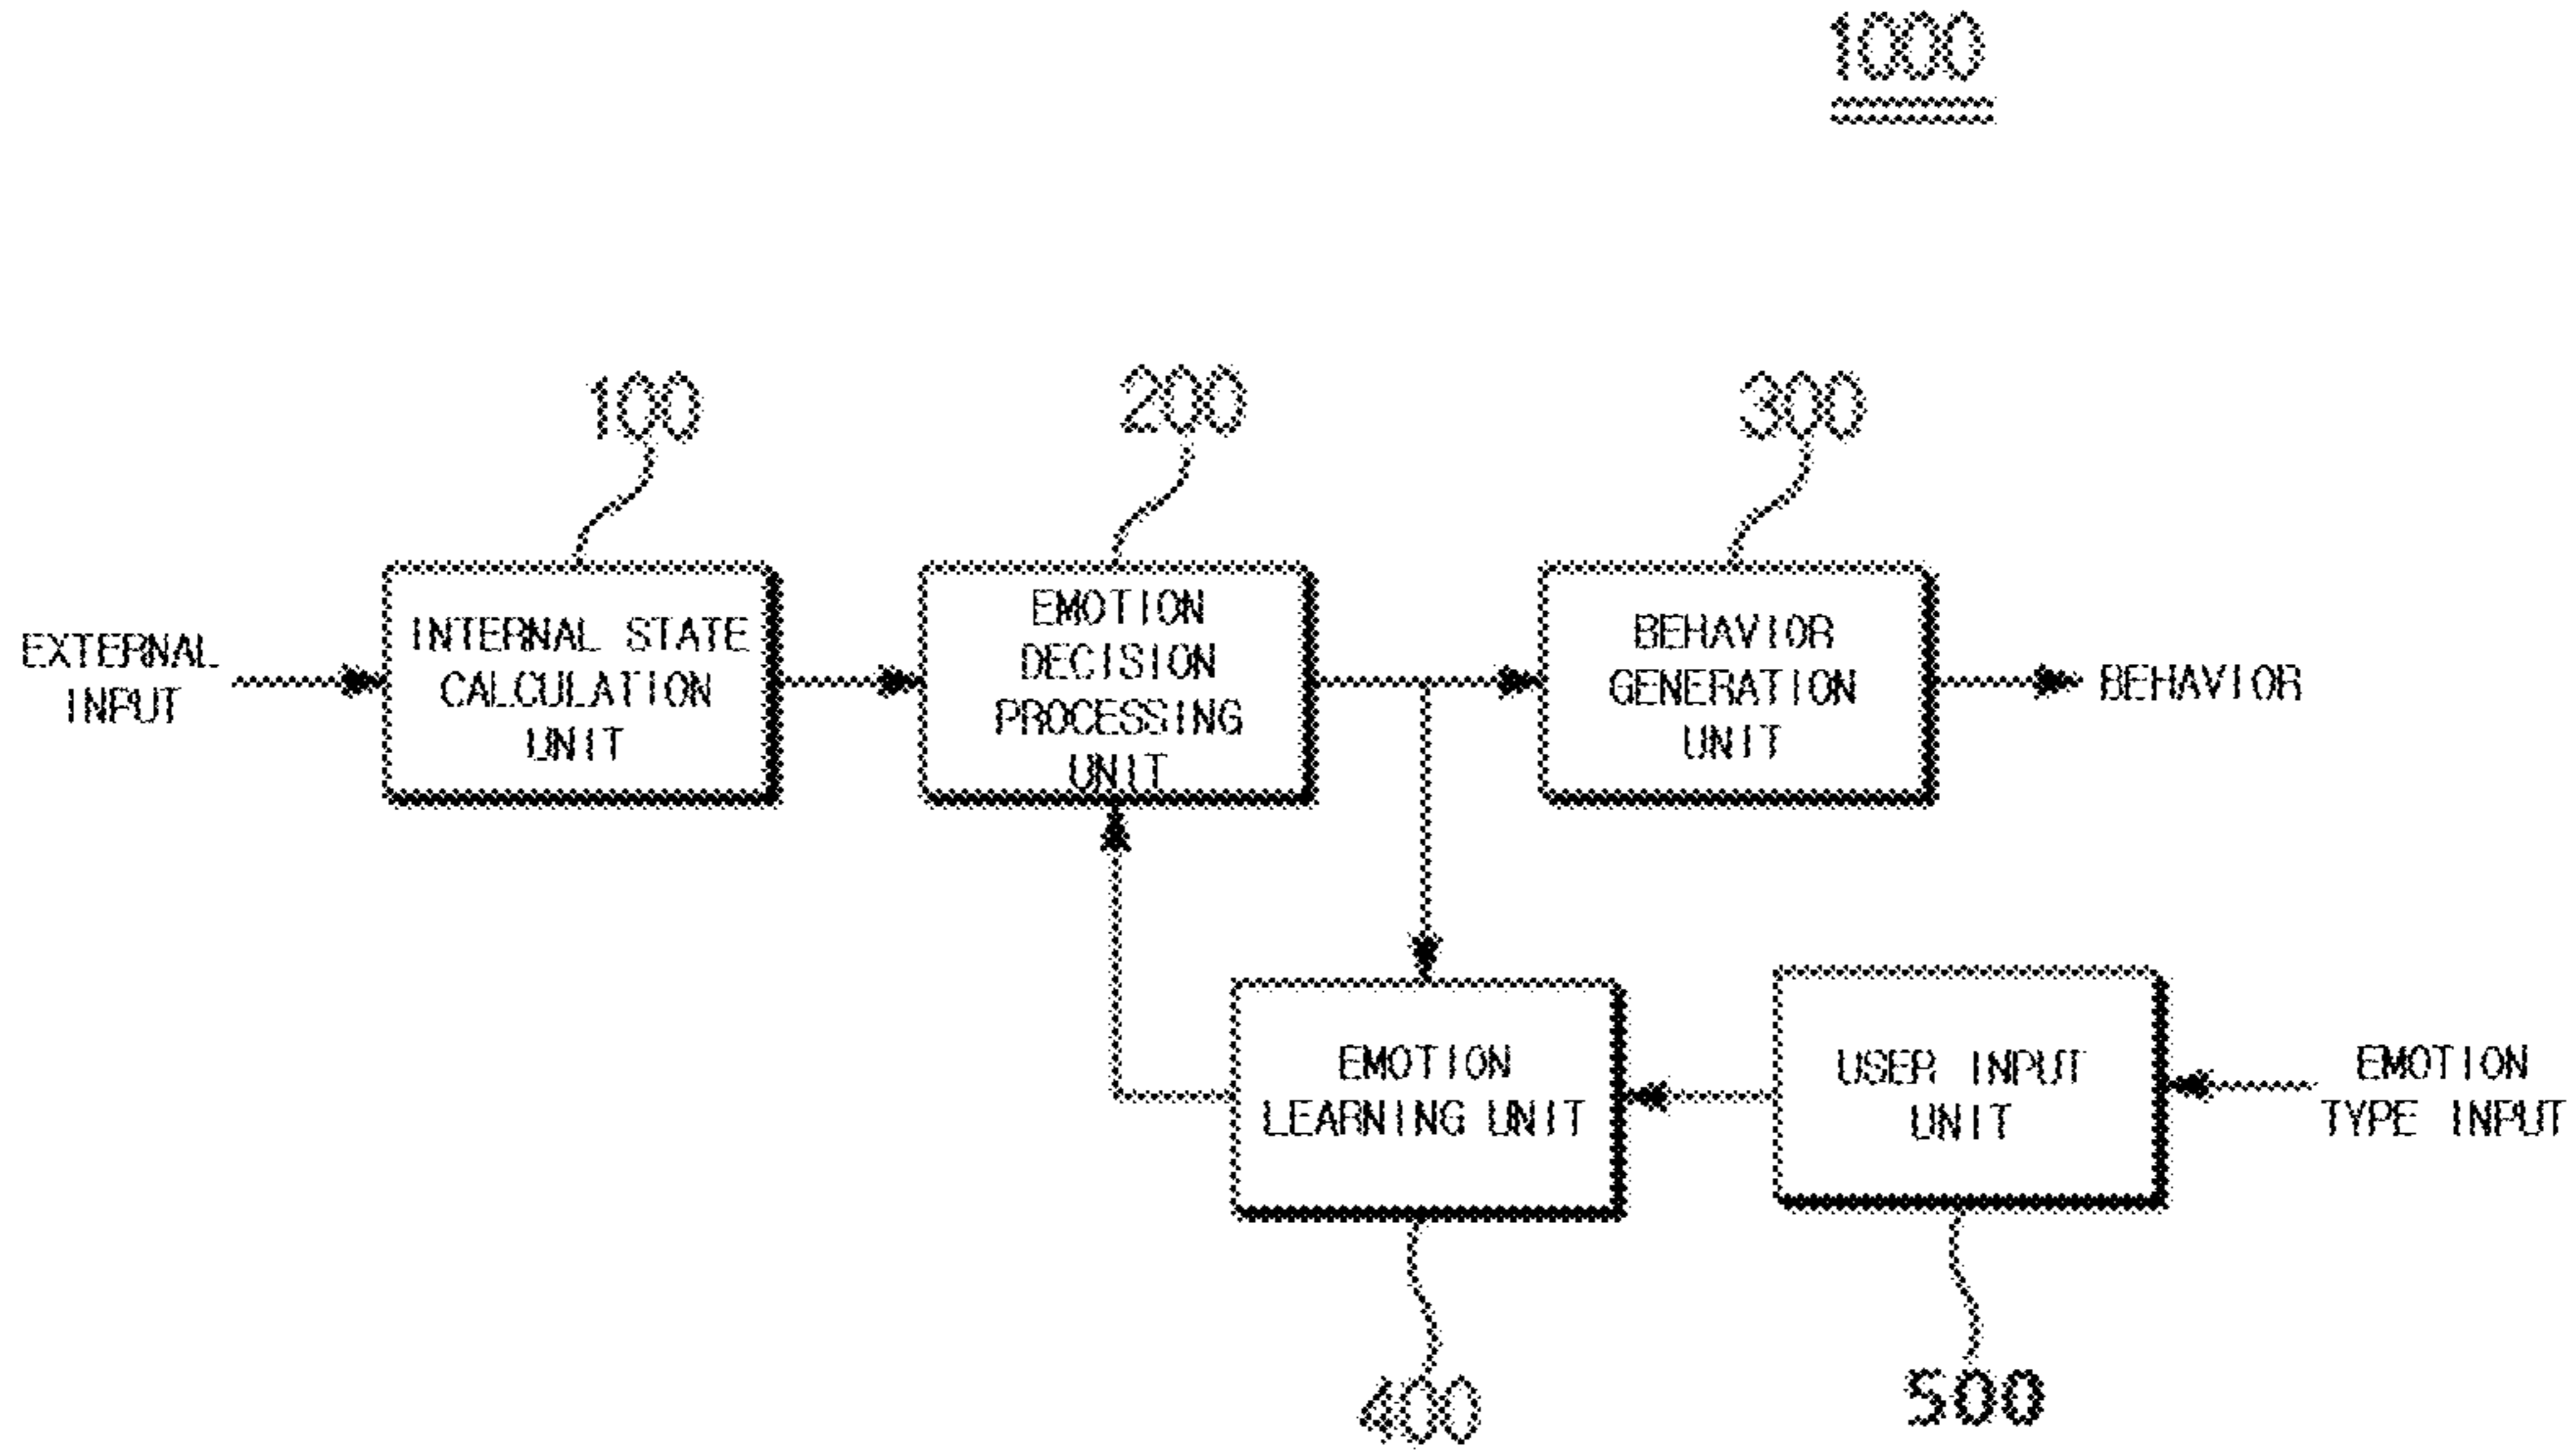 1000
100
200
300
EXTERNAL
INPUT
INTERNAL STATE
CALCULATION
UNIT
EMOTION
DECISION
PROCESSING
UNIT
BEHAVIOR
GENERATION
UNIT
BEHAVIOR
EMOTION
LEARNING UNIT
USER INPUT
UNIT
EMOTION
TYPE INPUT
400
500